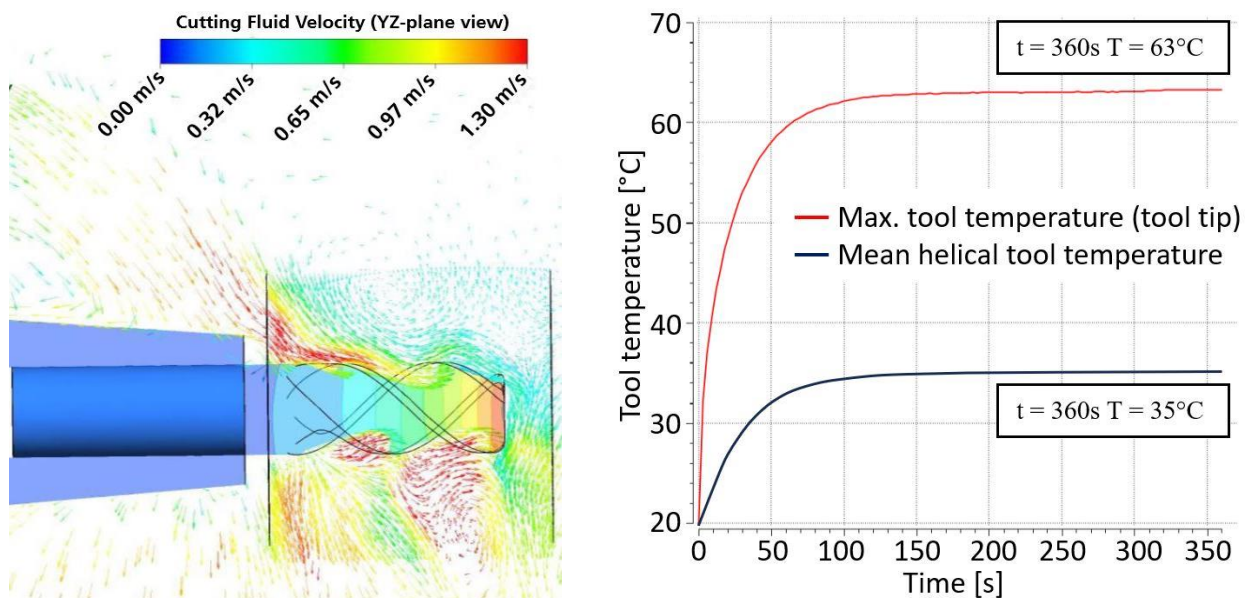 Cutting Fluid Velocity (YZ-plane view)
0.00 m/s
0.32 m/s
0.65 m/s
0.97 m/s
1.30 m/s
Tool temperature [°C]
70
60
50
40
30
20
t = 360s T = 63°C
Max. tool temperature (tool tip)
Mean helical tool temperature
t = 360s T = 35°C
0 50 100 150 200 250 300 350
Time [s]